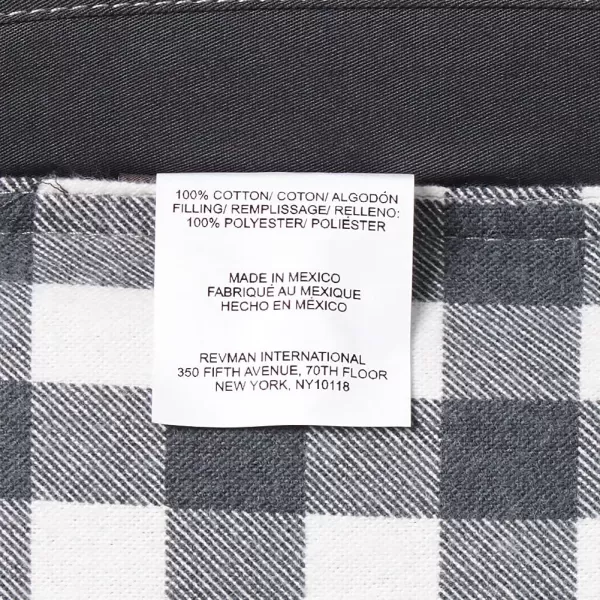 100% COTTON/ COTON/ ALGODÓN
FILLING/ REMPLISSAGE/ RELLENO:
100% POLYESTER/ POLIÉSTER
MADE IN MEXICO
FABRIQUÉ AU MEXIQUE
HECHO EN MÉXICO
REVMAN INTERNATIONAL
350 FIFTH AVENUE, 70TH FLOOR
NEW YORK, NY10118